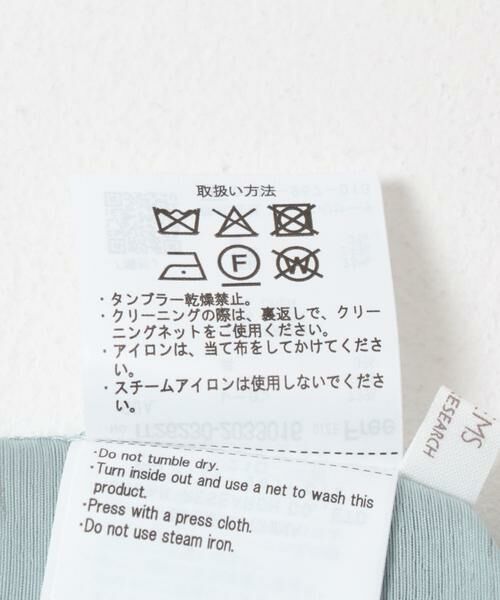 取扱い方法
F
W
・タンブラー乾燥禁止。
・クリーニングの際は、裏返しで、クリー
ニングネットをご使用ください。
・アイロンは、当て布をしてかけてくださ
い。
・スチームアイロンは使用しないでくださ
い。
・Do not tumble dry.
・Turn inside out and use a net to wash this
product.
・Press with a press cloth.
・Do not use steam iron.
RESEARCH